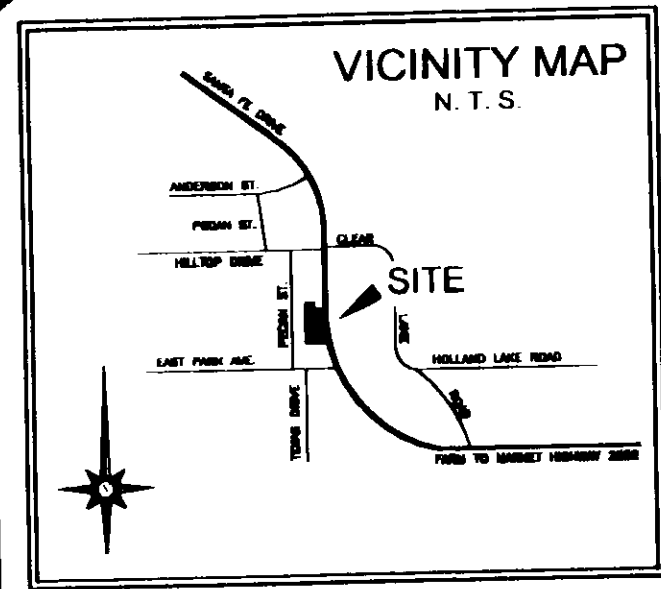 VICINITY MAP
N. T. S.
SANTA FE DRIVE
ANDERSON ST.
PECAN ST.
CLEAR
HILLTOP DRIVE
SITE
PECAN ST.
LAKE
EAST PARK AVE.
HOLLAND LAKE ROAD
TEXAS DRIVE
ROAD
FARM TO MARKET HIGHWAY
N